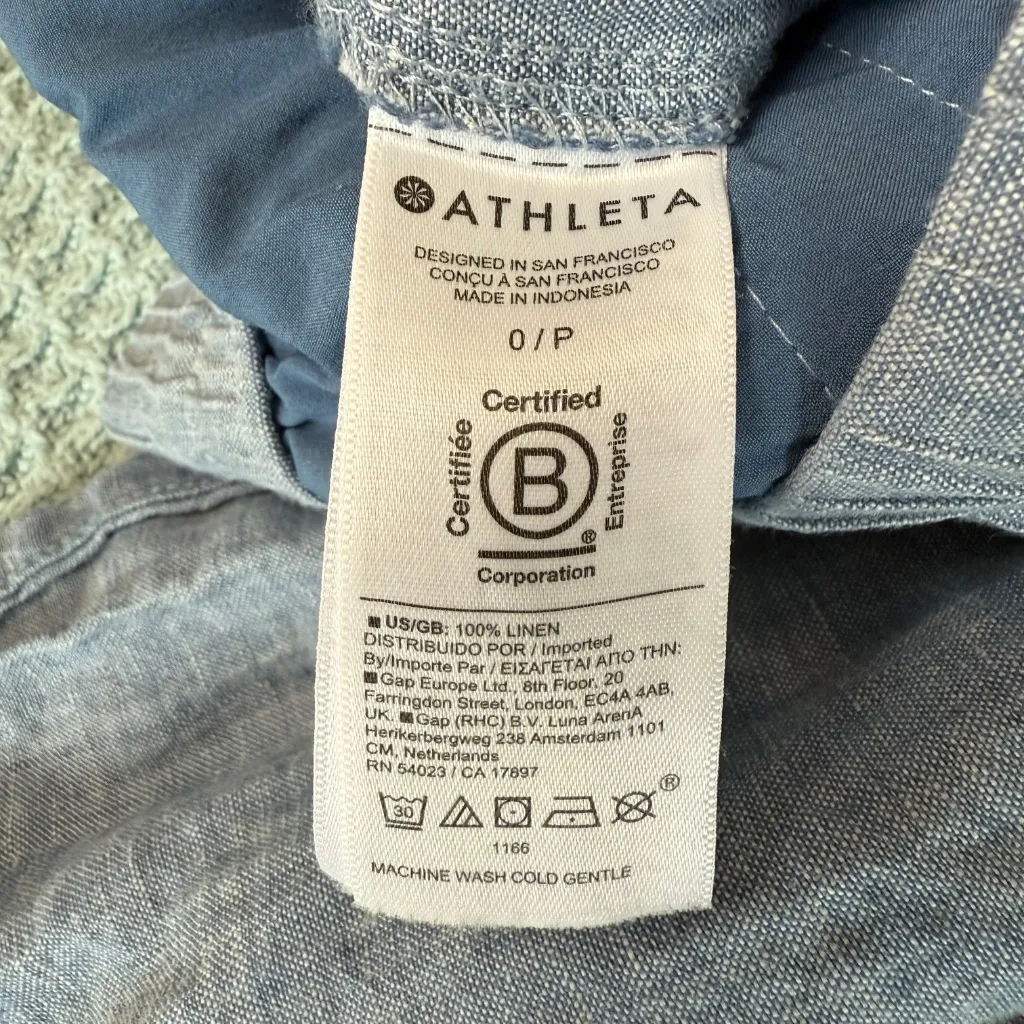 ATHLETA
DESIGNED IN SAN FRANCISCO
CONÇU À SAN FRANCISCO
MADE IN INDONESIA
0 / P
Certified
Certifiée
B
Entreprise
®
Corporation
US/GB: 100% LINEN
DISTRIBUIDO POR / Imported
By/Importe Par / ΕΙΣΑΓΕΤΑΙ ΑΠΟ ΤΗΝ:
Gap Europe Ltd., 8th Floor, 20
Farringdon Street, London, EC4A 4AB,
UK. Gap (RHC) B.V. Luna ArenA
Herikerbergweg 238 Amsterdam 1101
CM, Netherlands
RN 54023 / CA 17897
30 ®
1166
MACHINE WASH COLD GENTLE